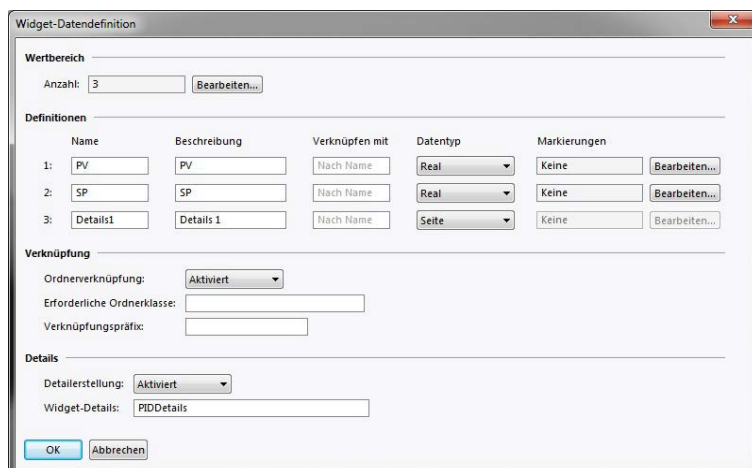 Widget-Datendefinition
Wertbereich
Anzahl: 3 Bearbeiten...
Definitionen
Name Beschreibung Verknüpfen mit Datentyp Markierungen
1: PV PV Nach Name Real Keine Bearbeiten...
2: SP SP Nach Name Real Keine Bearbeiten...
3: Details1 Details 1 Nach Name Seite Keine Bearbeiten...
Verknüpfung
Ordnerverknüpfung: Aktiviert
Erforderliche Ordnerklasse:
Verknüpfungspräfix:
Details
Detailerstellung: Aktiviert
Widget-Details: PIDDetails
OK Abbrechen